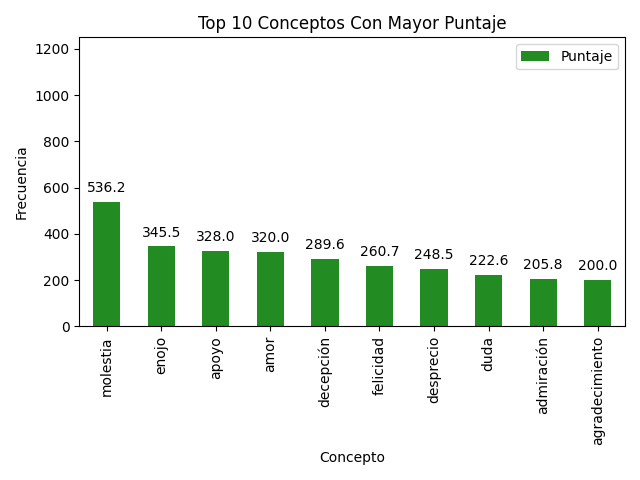 Top 10 Conceptos Con Mayor Puntaje
Puntaje
Frecuencia
1200
1000
800
600
400
200
0
536.2
345.5
328.0
320.0
289.6
260.7
248.5
222.6
205.8
200.0
molestia
enojo
apoyo
amor
decepción
felicidad
desprecio
duda
admiración
agradecimiento
Concepto